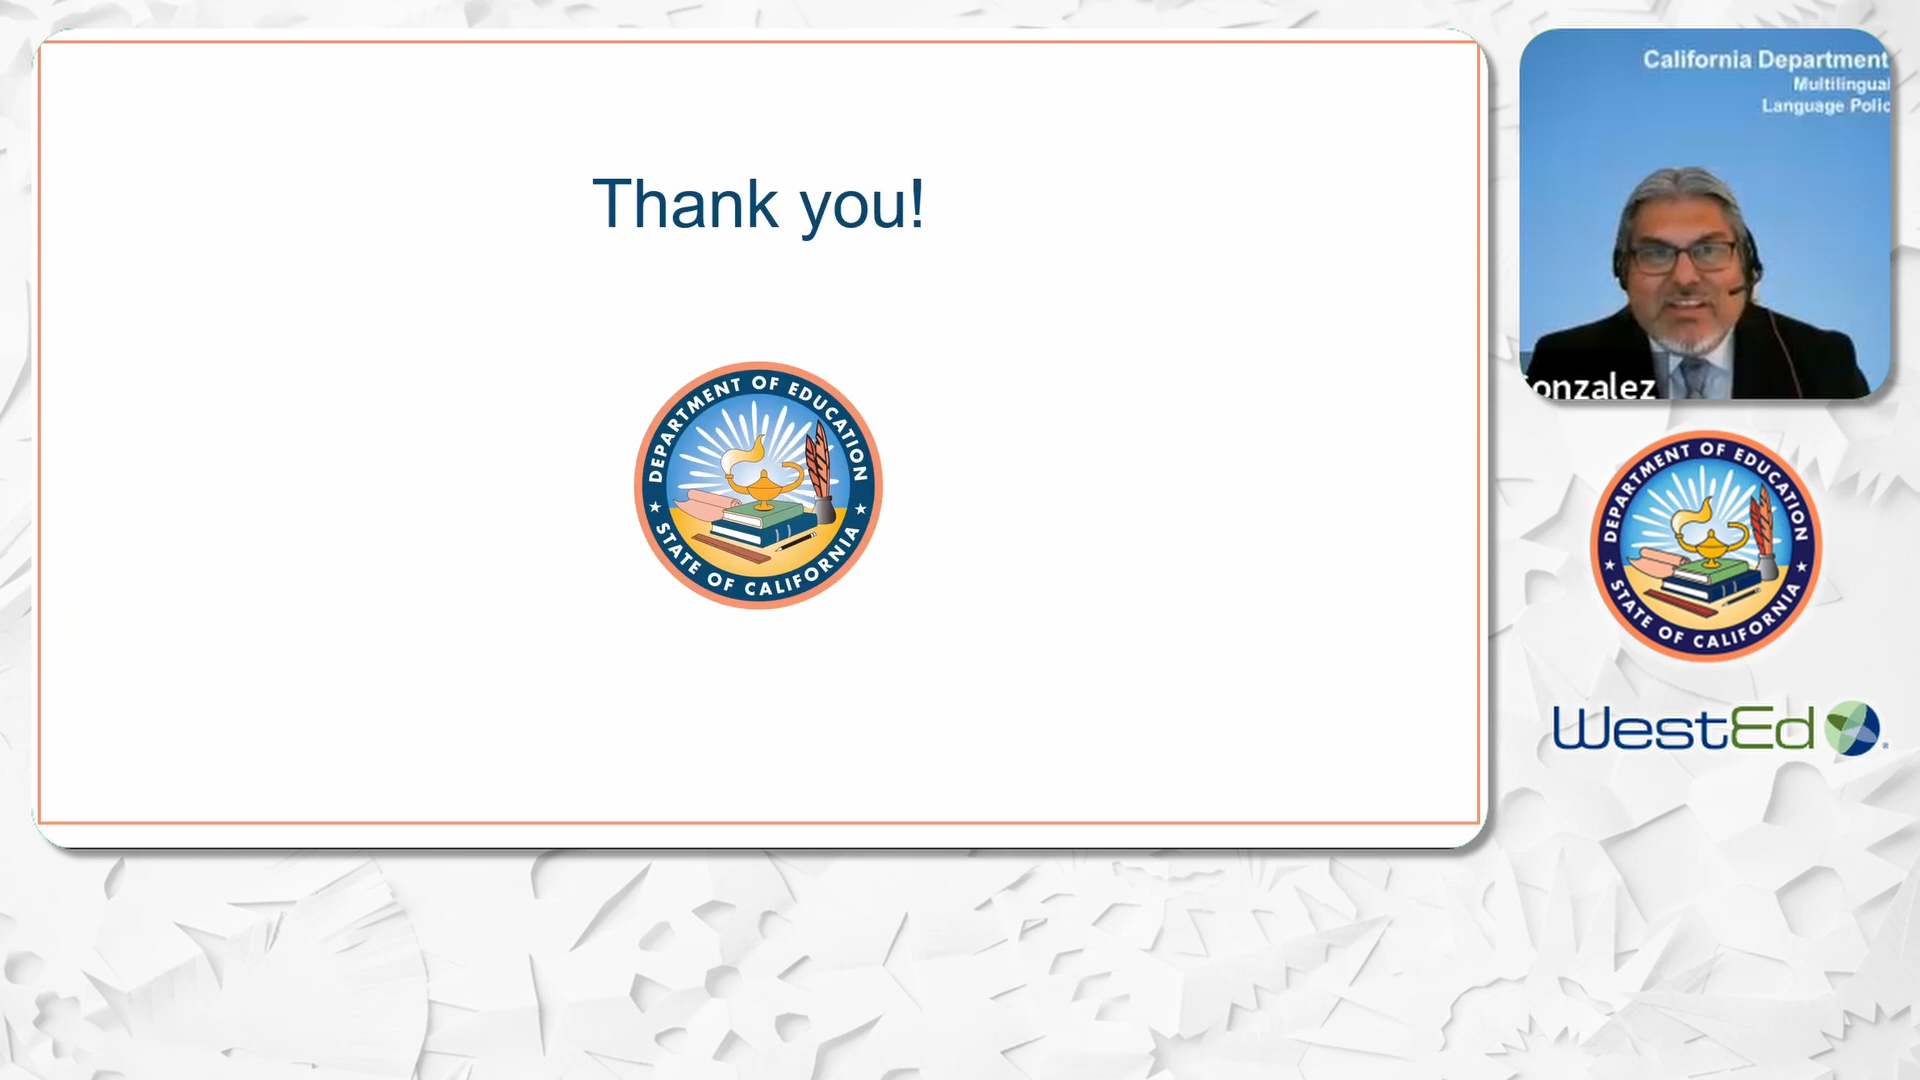 Thank you!
DEPARTMENT OF EDUCATION
STATE OF CALIFORNIA
California Department
Multilingual
Language Polic
onzalez
DEPARTMENT OF EDUCATION
STATE OF CALIFORNIA
WestEd